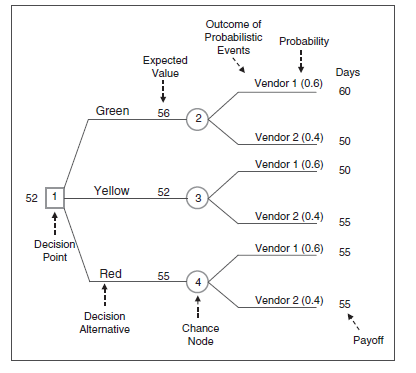 Outcome of
Probabilistic
Events
Probability
Expected
Value
Days
Vendor 1 (0.6)
60
Green
56
2
Vendor 2 (0.4)
50
Vendor 1 (0.6)
50
52
1
Yellow
52
3
Vendor 2 (0.4)
55
Decision
Point
Vendor 1 (0.6)
55
Red
55
4
Vendor 2 (0.4)
55
Decision
Alternative
Chance
Node
Payoff